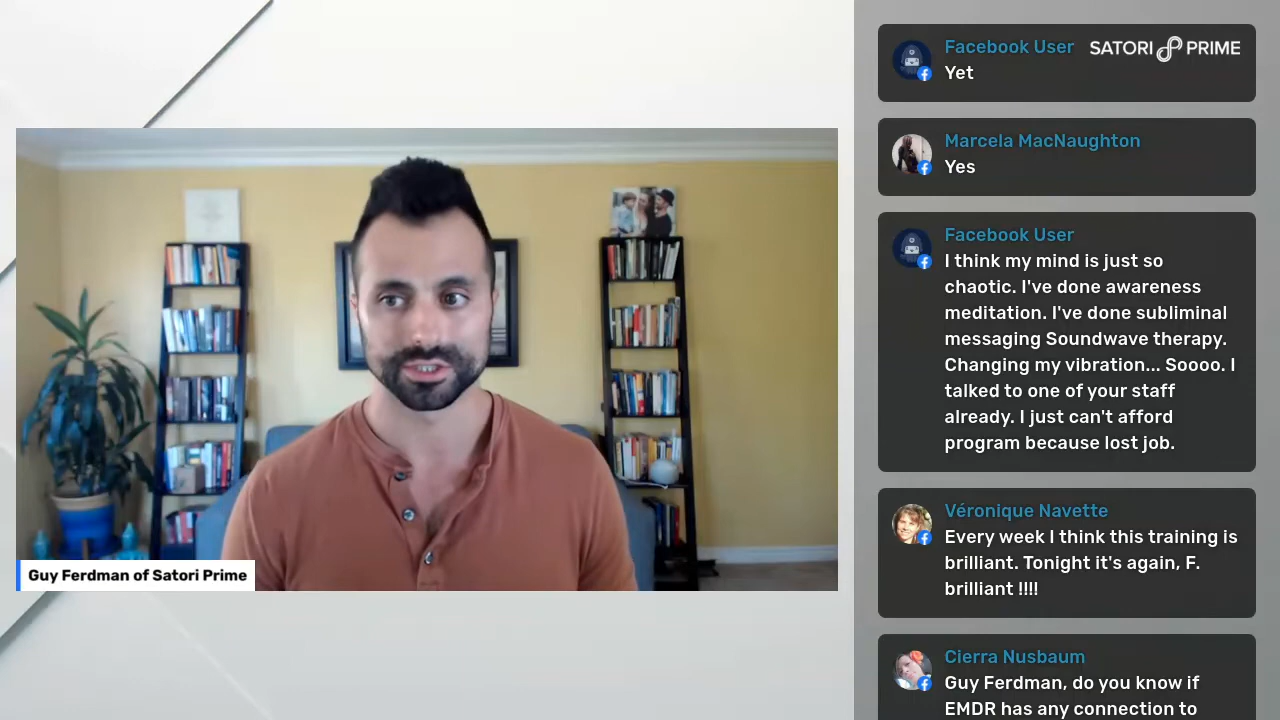 Facebook User
SATORI PRIME
Yet
Marcela MacNaughton
Yes
Facebook User
I think my mind is just so
chaotic. I've done awareness
meditation. I've done subliminal
messaging Soundwave therapy.
Changing my vibration... Soooo. I
talked to one of your staff
already. I just can't afford
program because lost job.
Véronique Navette
Every week I think this training is
brilliant. Tonight it's again, F.
brilliant !!!!
Cierra Nusbaum
Guy Ferdman, do you know if
EMDR has any connection to
Guy Ferdman of Satori Prime